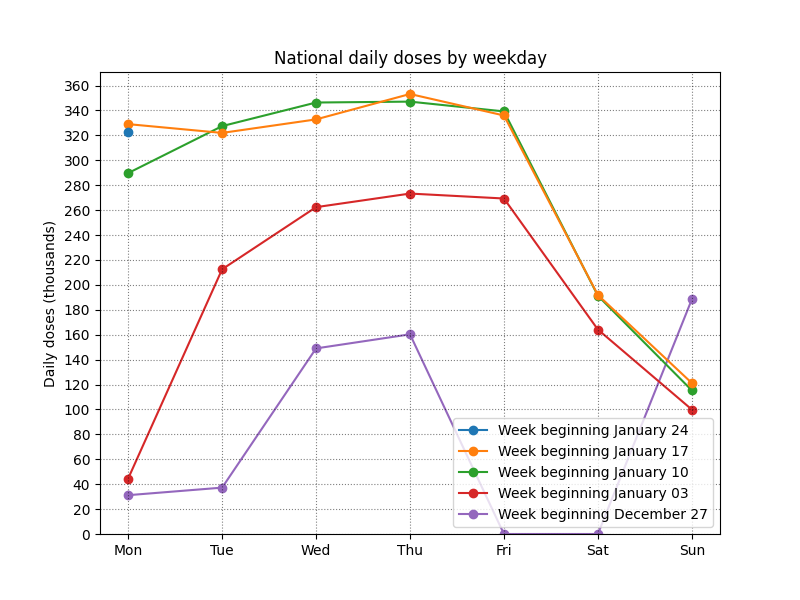 National daily doses by weekday
Daily doses (thousands)
360
340
320
300
280
260
240
220
200
180
160
140
120
100
80
60
40
20
0
Mon Tue Wed Thu Fri Sat Sun
Week beginning January 24
Week beginning January 17
Week beginning January 10
Week beginning January 03
Week beginning December 27